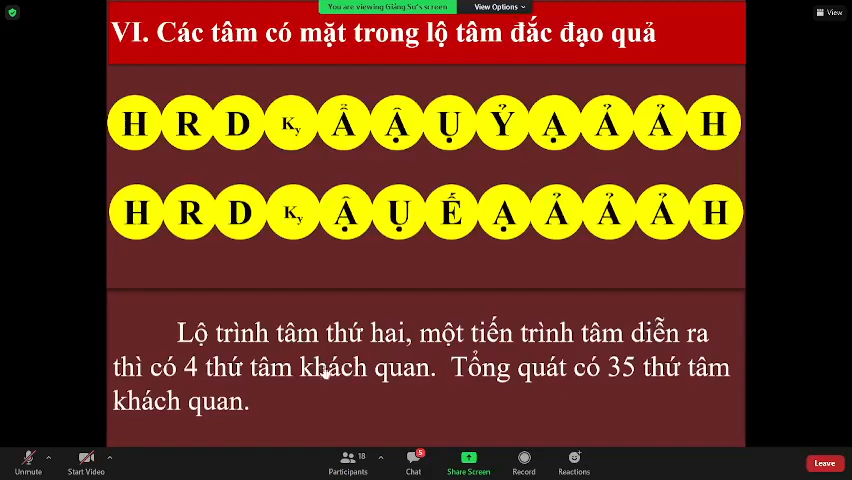 You are viewing Giảng Sư's screen View Options
View
VI. Các tâm có mặt trong lộ tâm đắc đạo quả
H R D Ky Ẩ Ậ Ụ Ỷ Ạ Ả Ả H
H R D Ky Ậ Ụ Ế Ạ Ả Ả Ả H
Lộ trình tâm thứ hai, một tiến trình tâm diễn ra
thì có 4 thứ tâm khách quan. Tổng quát có 35 thứ tâm
khách quan.
18 5
Unmute Start Video Participants Chat Share Screen Record Reactions Leave